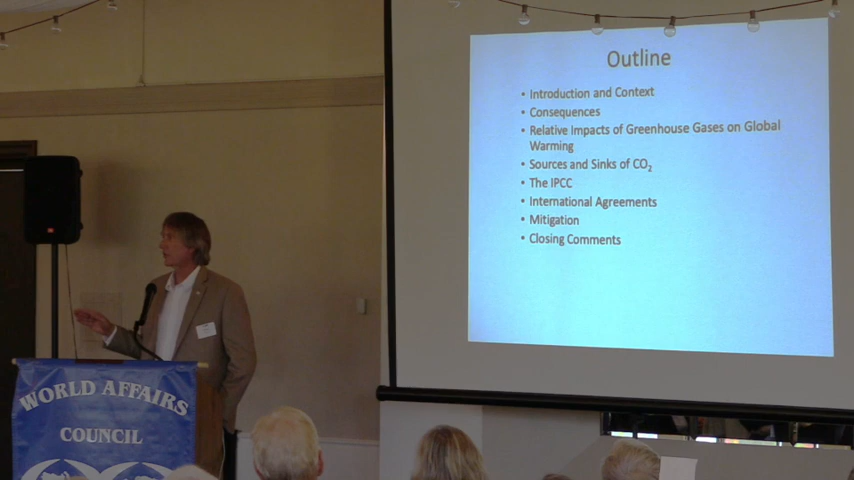 Outline
• Introduction and Context
• Consequences
• Relative Impacts of Greenhouse Gases on Global
Warming
• Sources and Sinks of CO₂
• The IPCC
• International Agreements
• Mitigation
• Closing Comments
WORLD AFFAIRS
COUNCIL